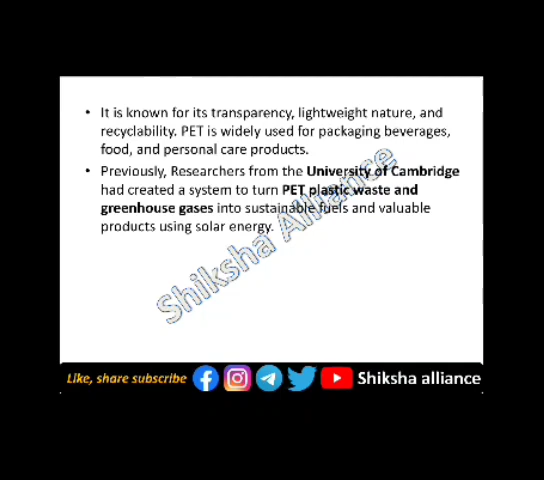 • It is known for its transparency, lightweight nature, and
recyclability. PET is widely used for packaging beverages,
food, and personal care products.
• Previously, Researchers from the University of Cambridge
had created a system to turn PET plastic waste and
greenhouse gases into sustainable fuels and valuable
products using solar energy.
Shiksha Alliance
Like, share subscribe Shiksha alliance